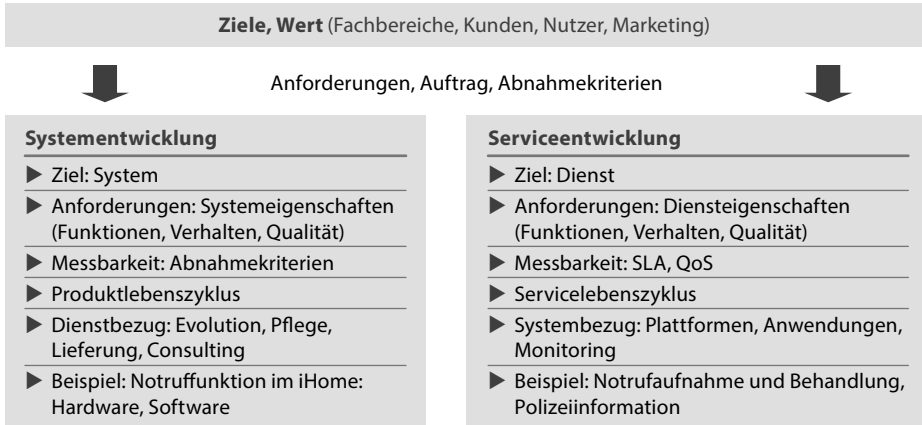 Ziele, Wert (Fachbereiche, Kunden, Nutzer, Marketing)
Anforderungen, Auftrag, Abnahmekriterien
Systementwicklung
▶ Ziel: System
▶ Anforderungen: Systemeigenschaften
(Funktionen, Verhalten, Qualität)
▶ Messbarkeit: Abnahmekriterien
▶ Produktlebenszyklus
▶ Dienstbezug: Evolution, Pflege,
Lieferung, Consulting
▶ Beispiel: Notruffunktion im iHome:
Hardware, Software
Serviceentwicklung
▶ Ziel: Dienst
▶ Anforderungen: Diensteigenschaften
(Funktionen, Verhalten, Qualität)
▶ Messbarkeit: SLA, QoS
▶ Servicelebenszyklus
▶ Systembezug: Plattformen, Anwendungen,
Monitoring
▶ Beispiel: Notrufaufnahme und Behandlung,
Polizeiinformation